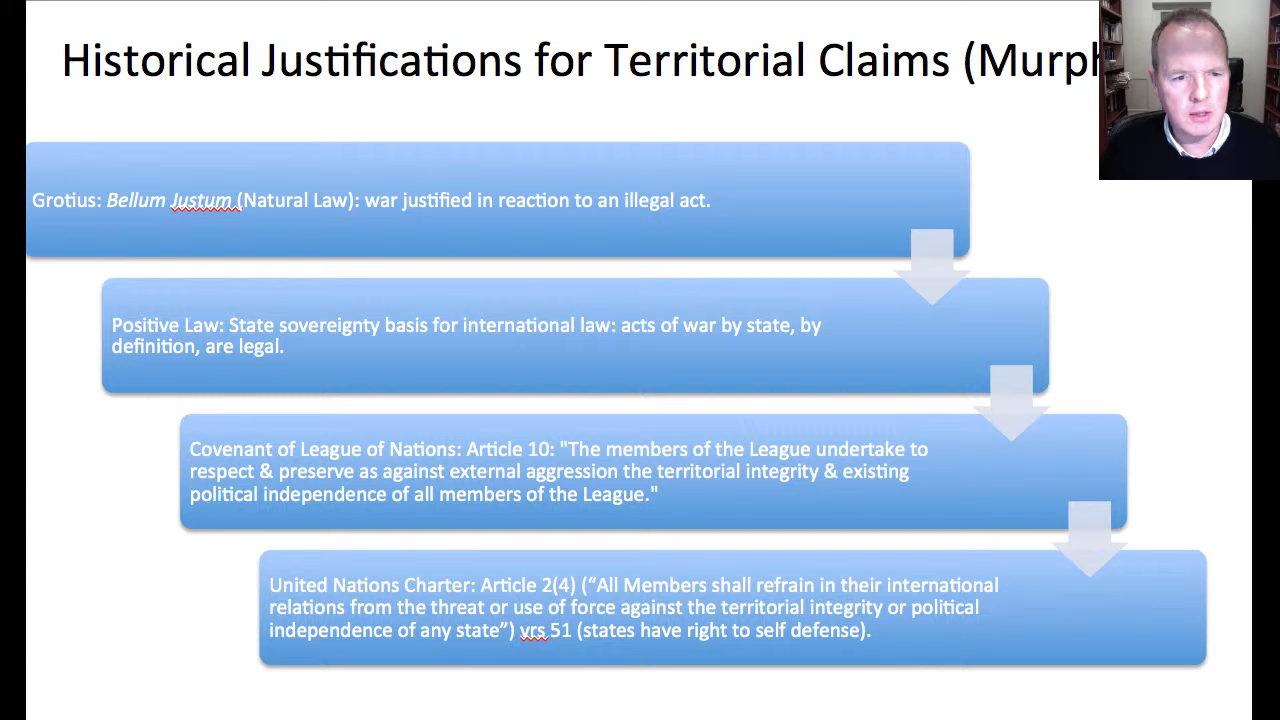 Historical Justifications for Territorial Claims (Murph
Grotius: Bellum Justum (Natural Law): war justified in reaction to an illegal act.
Positive Law: State sovereignty basis for international law: acts of war by state, by
definition, are legal.
Covenant of League of Nations: Article 10: "The members of the League undertake to
respect & preserve as against external aggression the territorial integrity & existing
political independence of all members of the League."
United Nations Charter: Article 2(4) (“All Members shall refrain in their international
relations from the threat or use of force against the territorial integrity or political
independence of any state”) vrs 51 (states have right to self defense).